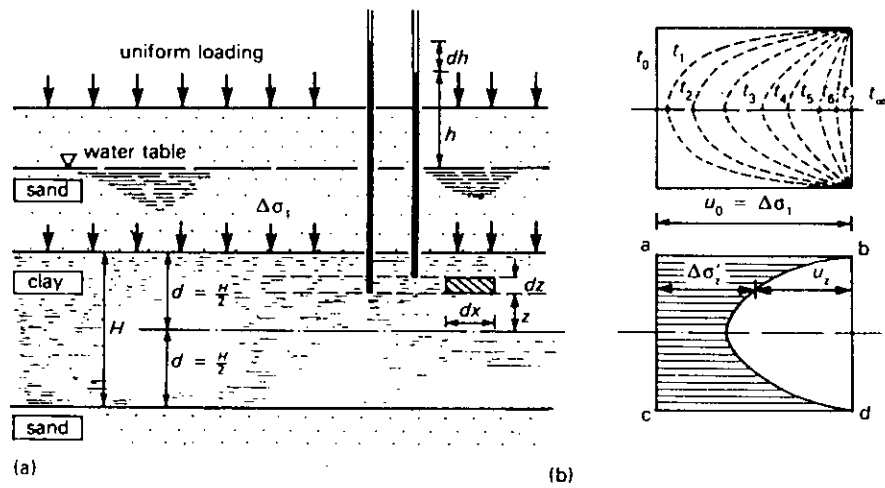 uniform loading
dh
h
water table
sand
Δσ₁
clay
d = H/2
H
dz
dx
z
d = H/2
sand
(a)
t₀
t₁
t₂
t₃
t₄
t₅
t₆
t₇
t∞
u₀ = Δσ₁
a
b
Δσ'z
uz
c
d
(b)